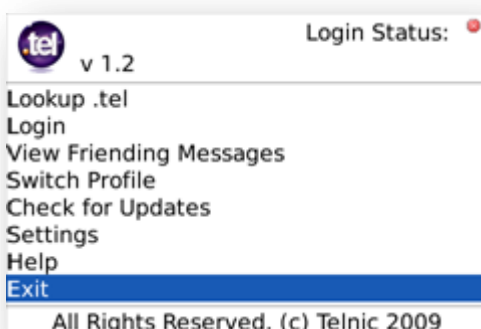 .tel
Login Status:
v 1.2
Lookup .tel
Login
View Friending Messages
Switch Profile
Check for Updates
Settings
Help
Exit
All Rights Reserved. (c) Telnic 2009